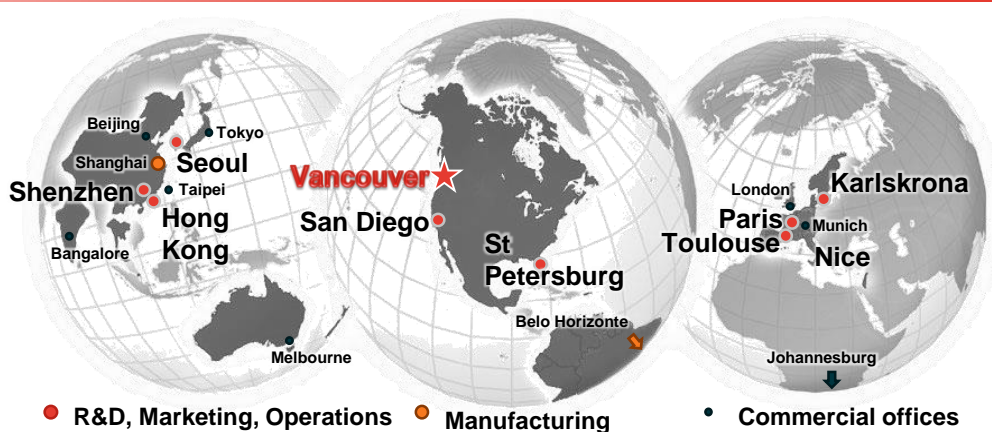 Beijing
Tokyo
Shanghai
Seoul
Shenzhen
Taipei
Hong
Kong
Bangalore
Melbourne
Vancouver
San Diego
St
Petersburg
Belo Horizonte
London
Karlskrona
Paris
Munich
Toulouse
Nice
Johannesburg
R&D, Marketing, Operations
Manufacturing
Commercial offices